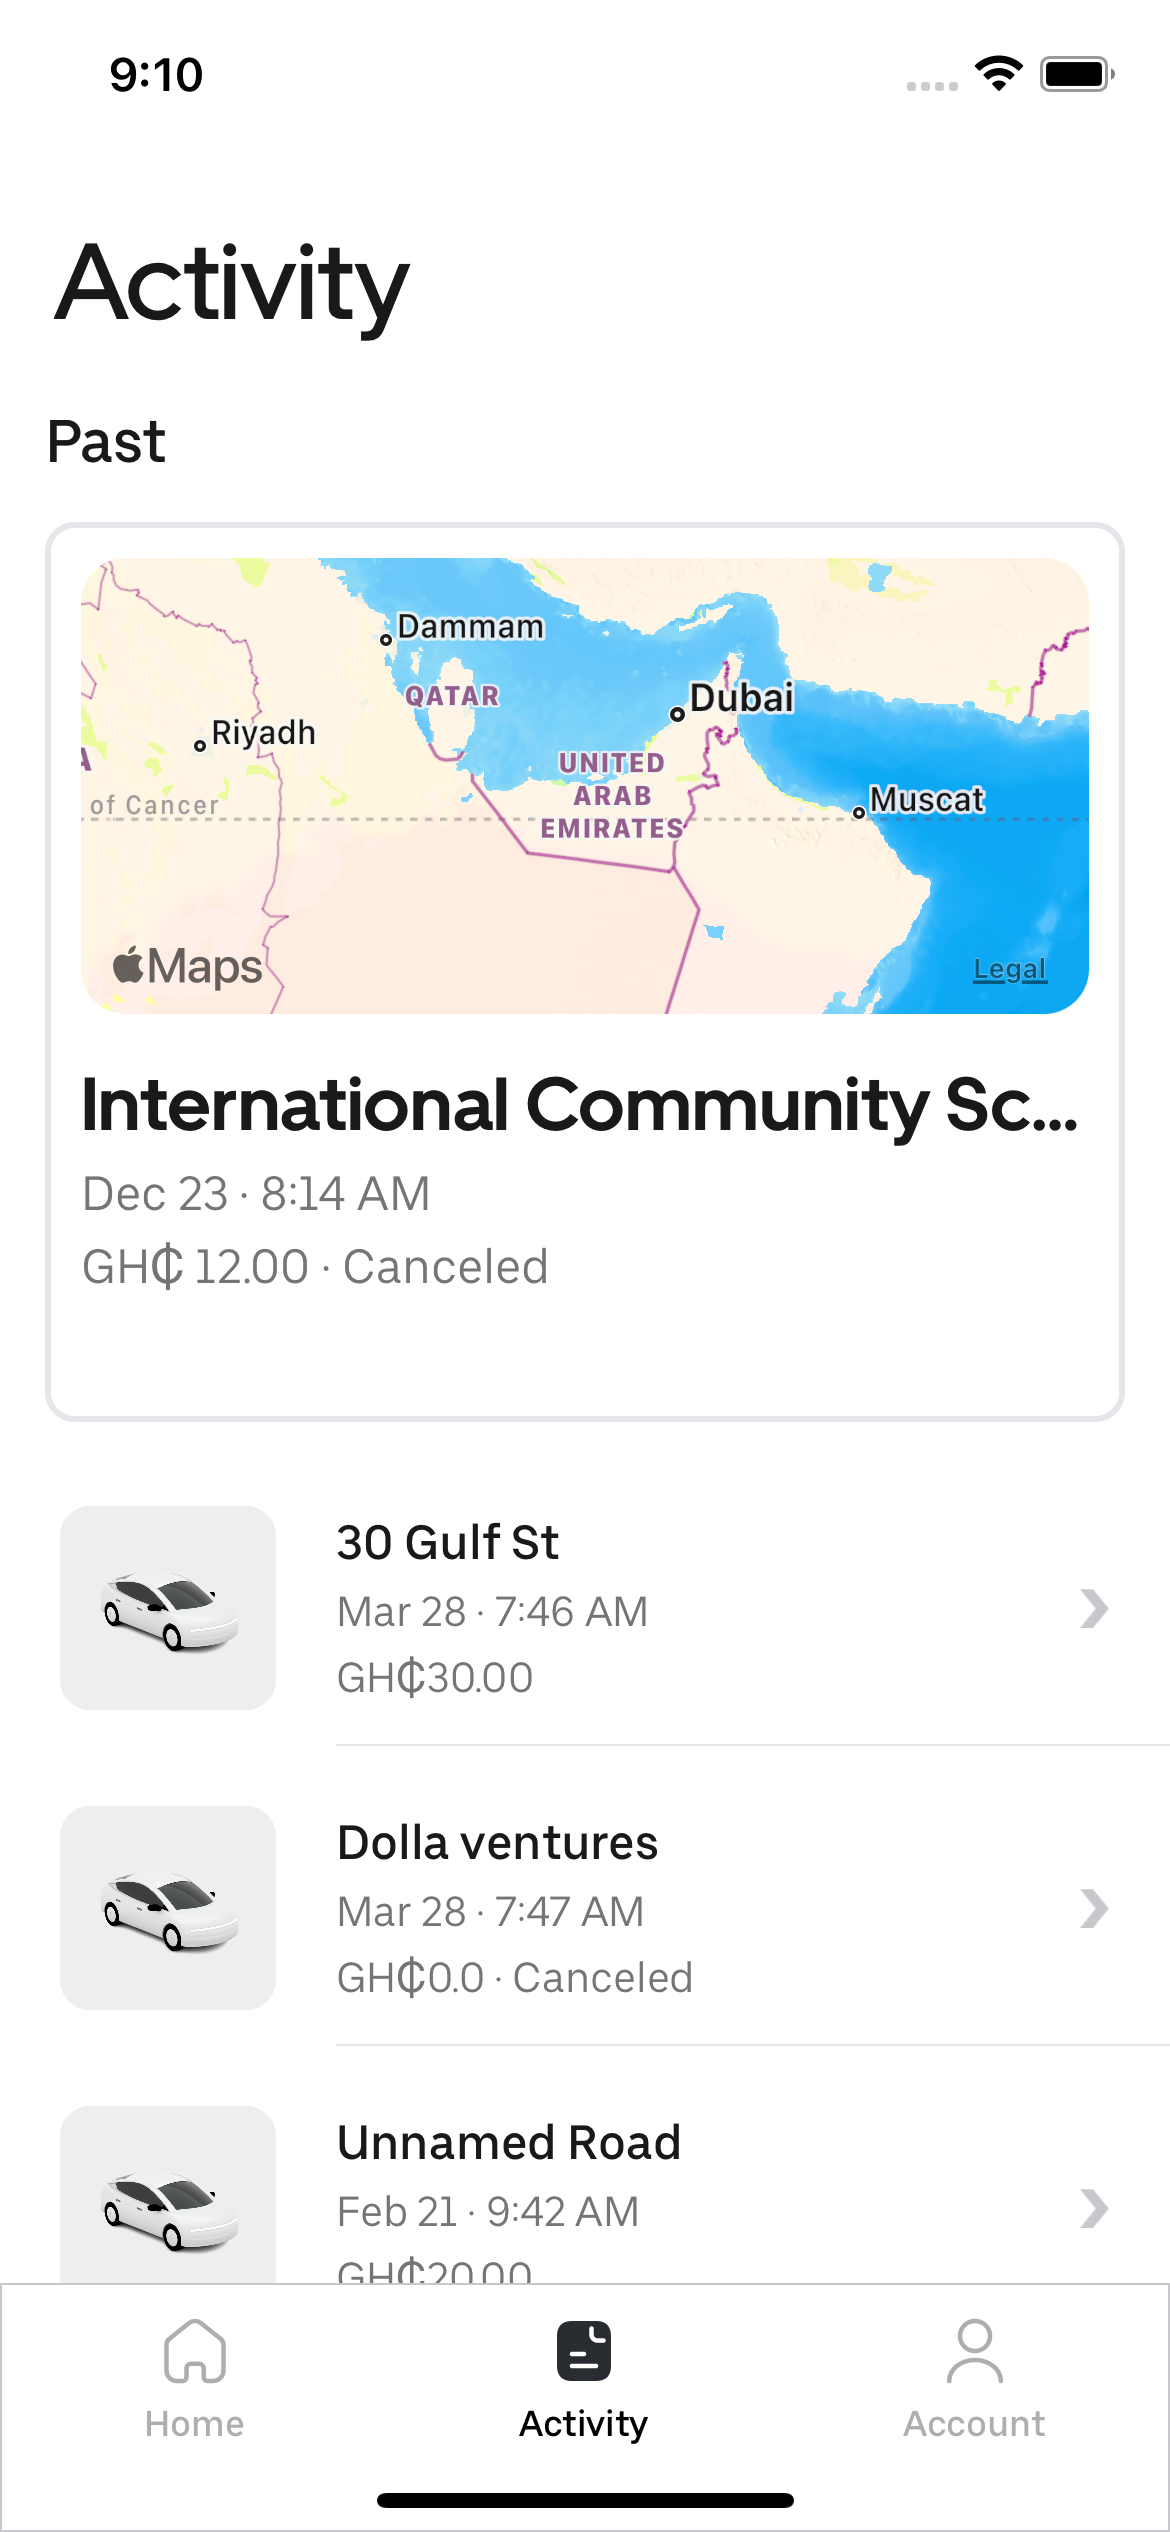 9:10
Activity
Past
Dammam
QATAR
Dubai
Riyadh
UNITED
ARAB
EMIRATES
A
of Cancer
Muscat
Maps
Legal
International Community Sc...
Dec 23 · 8:14 AM
GH₵ 12.00 · Canceled
30 Gulf St
Mar 28 · 7:46 AM
GH₵30.00
Dolla ventures
Mar 28 · 7:47 AM
GH₵0.0 · Canceled
Unnamed Road
Feb 21 · 9:42 AM
GH₵20.00
Home
Activity
Account